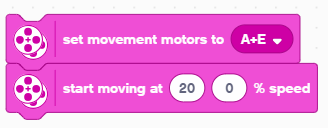 set movement motors to A+E
start moving at 20 0 % speed